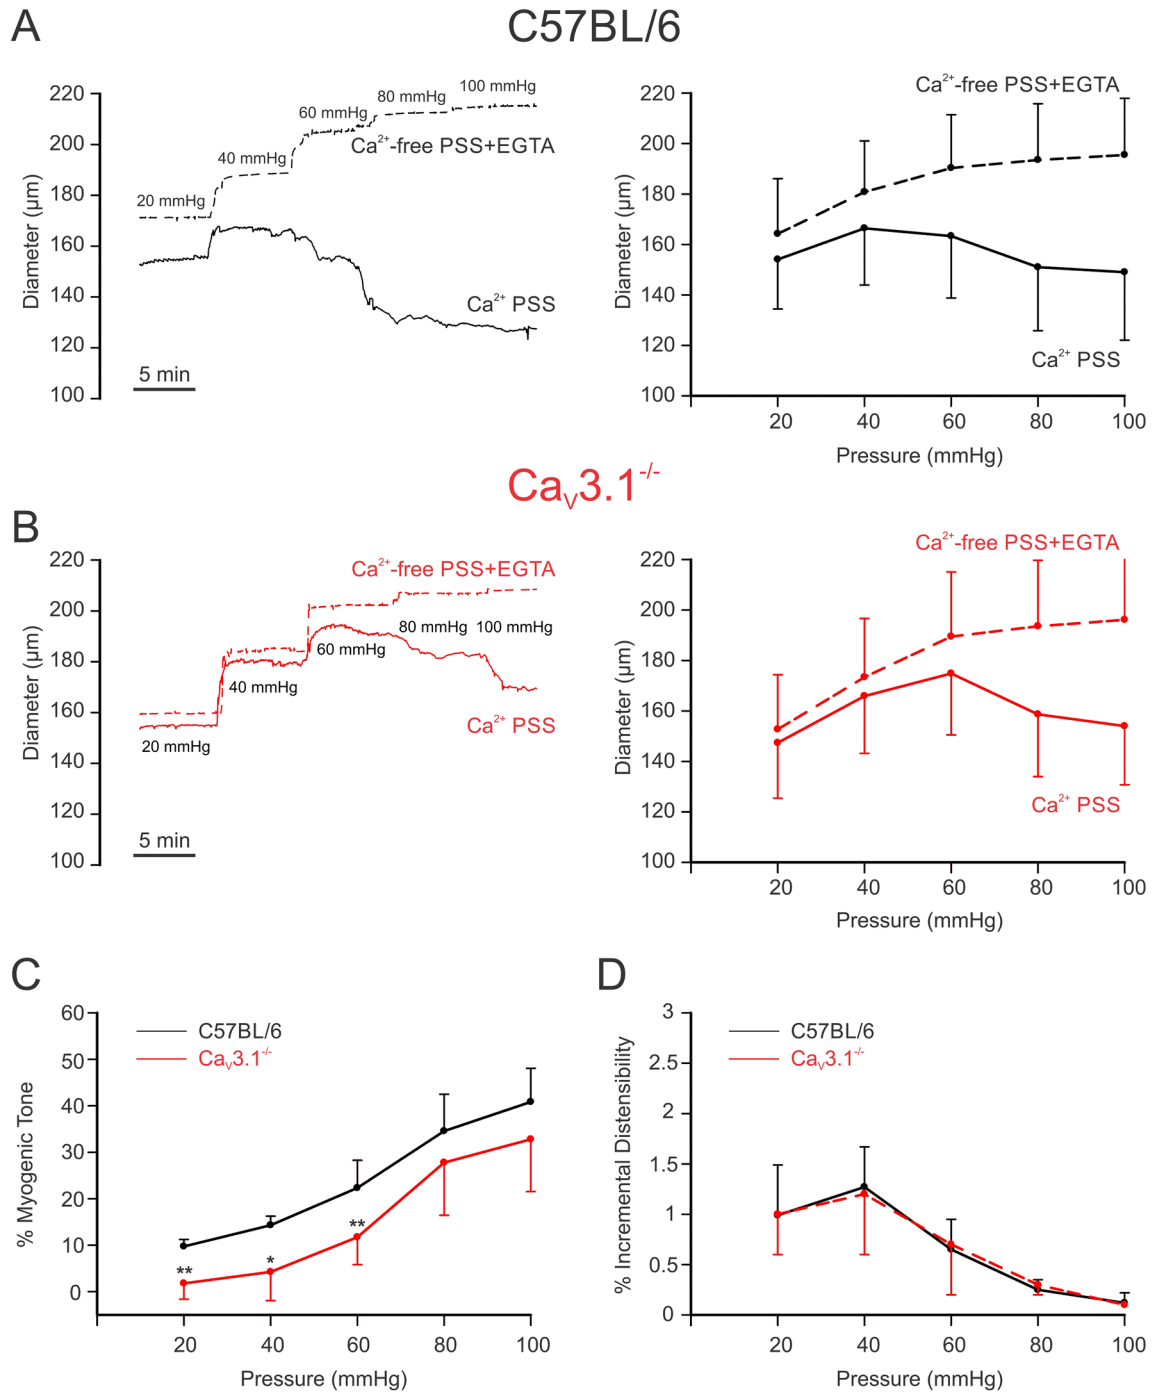 A
C57BL/6
220
200
180
160
140
120
100
Diameter (µm)
20 mmHg
40 mmHg
60 mmHg
80 mmHg
100 mmHg
Ca²⁺-free PSS+EGTA
Ca²⁺ PSS
5 min
220
200
180
160
140
120
100
Diameter (µm)
Ca²⁺-free PSS+EGTA
Ca²⁺ PSS
20 40 60 80 100
Pressure (mmHg)
CaV3.1⁻/⁻
B
220
200
180
160
140
120
100
Diameter (µm)
Ca²⁺-free PSS+EGTA
20 mmHg
40 mmHg
60 mmHg
80 mmHg
100 mmHg
Ca²⁺ PSS
5 min
220
200
180
160
140
120
100
Diameter (µm)
Ca²⁺-free PSS+EGTA
Ca²⁺ PSS
20 40 60 80 100
Pressure (mmHg)
C
60
50
40
30
20
10
0
% Myogenic Tone
C57BL/6
CaV3.1⁻/⁻
**
*
**
20 40 60 80 100
Pressure (mmHg)
D
3
2.5
2
1.5
1
0.5
0
% Incremental Distensibility
C57BL/6
CaV3.1⁻/⁻
20 40 60 80 100
Pressure (mmHg)